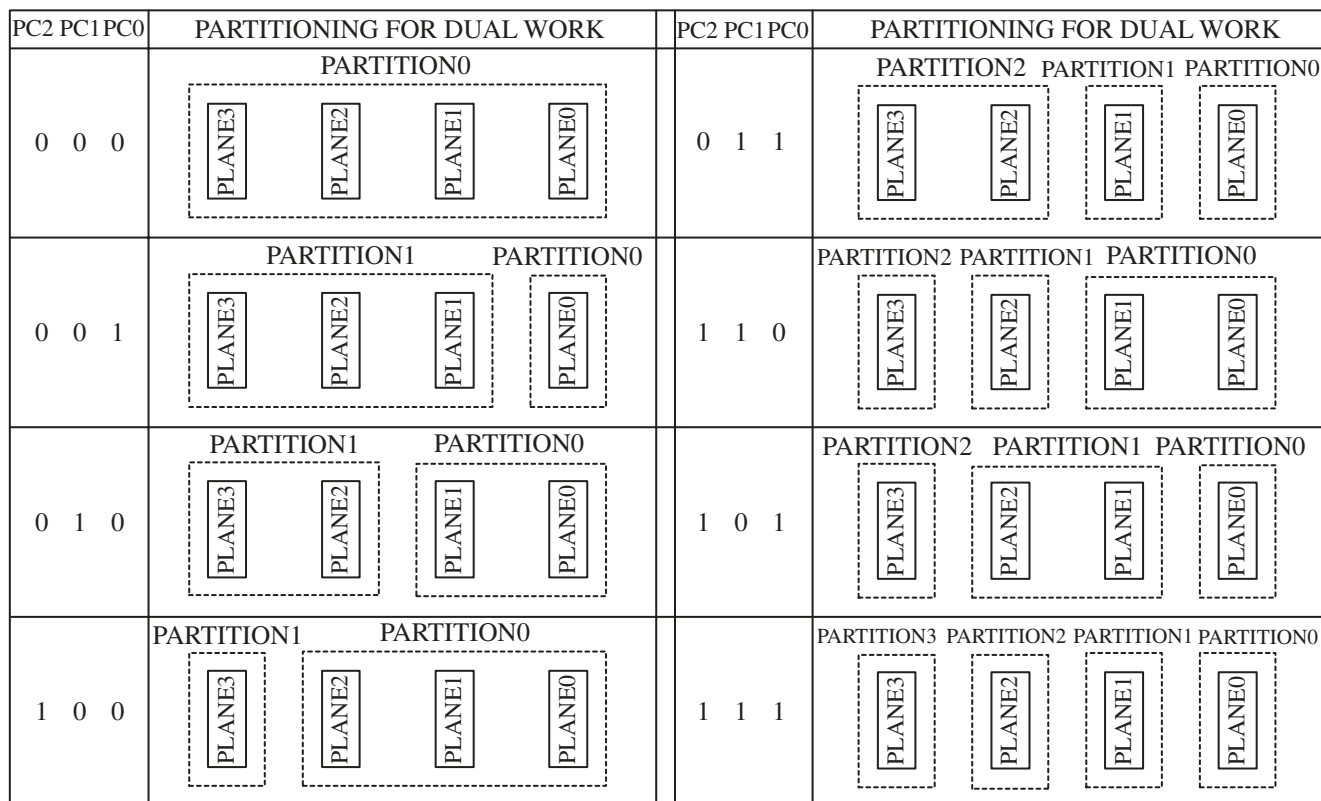 PC2 PC1PC0 PARTITIONING FOR DUAL WORK PC2 PC1PC0 PARTITIONING FOR DUAL WORK
PARTITION0
0 0 0 PLANE3 PLANE2 PLANE1 PLANE0
PARTITION2 PARTITION1 PARTITION0
0 1 1 PLANE3 PLANE2 PLANE1 PLANE0
PARTITION1 PARTITION0
0 0 1 PLANE3 PLANE2 PLANE1 PLANE0
PARTITION2 PARTITION1 PARTITION0
1 1 0 PLANE3 PLANE2 PLANE1 PLANE0
PARTITION1 PARTITION0
0 1 0 PLANE3 PLANE2 PLANE1 PLANE0
PARTITION2 PARTITION1 PARTITION0
1 0 1 PLANE3 PLANE2 PLANE1 PLANE0
PARTITION1 PARTITION0
1 0 0 PLANE3 PLANE2 PLANE1 PLANE0
PARTITION3 PARTITION2 PARTITION1 PARTITION0
1 1 1 PLANE3 PLANE2 PLANE1 PLANE0